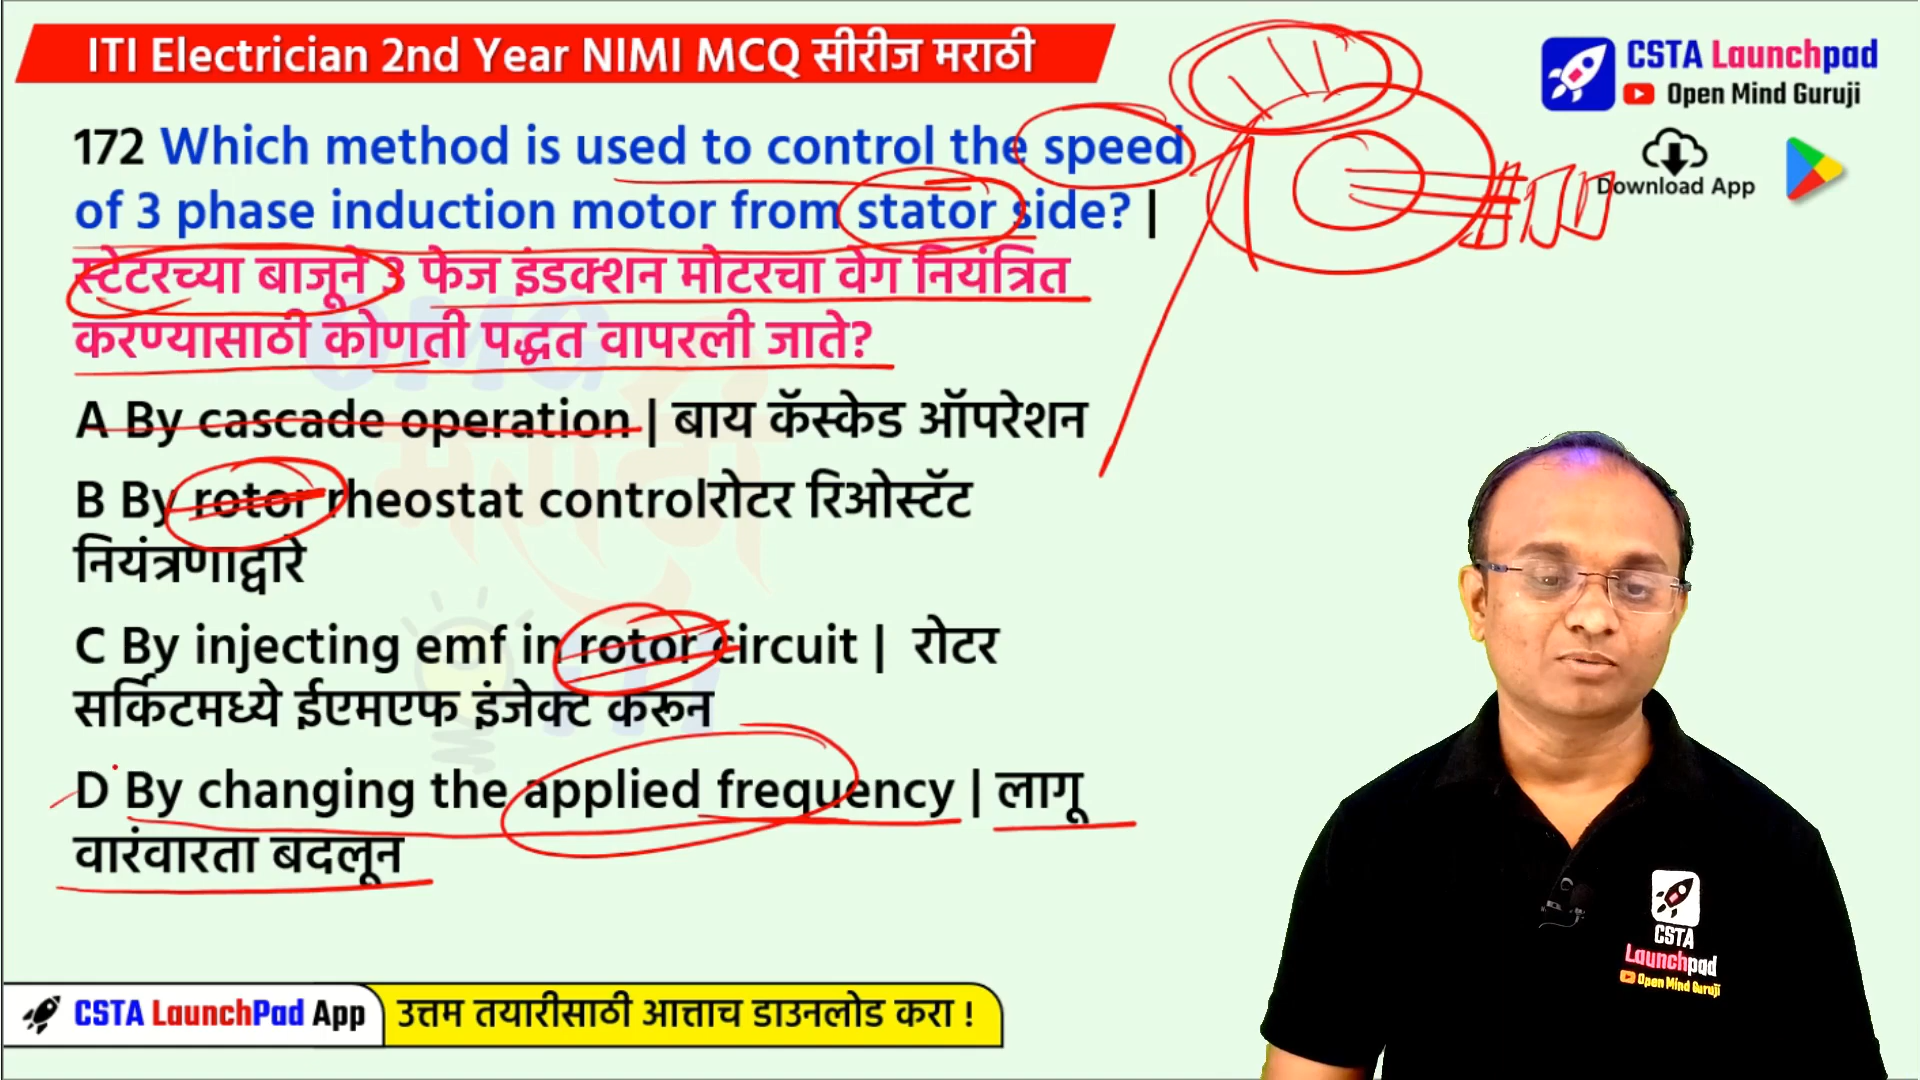 ITI Electrician 2nd Year NIMI MCQ सीरीज मराठी
CSTA Launchpad
Open Mind Guruji
Download App
172 Which method is used to control the speed
of 3 phase induction motor from stator side? |
स्टेटरच्या बाजूने 3 फेज इंडक्शन मोटरचा वेग नियंत्रित
करण्यासाठी कोणती पद्धत वापरली जाते?
A By cascade operation | बाय कॅस्केड ऑपरेशन
B By rotor rheostat controlरोटर रिओस्टॅट
नियंत्रणाद्वारे
C By injecting emf in rotor circuit | रोटर
सर्किटमध्ये ईएमएफ इंजेक्ट करून
D By changing the applied frequency | लागू
वारंवारता बदलून
CSTA
Launchpad
Open Mind Guruji
CSTA LaunchPad App
उत्तम तयारीसाठी आत्ताच डाउनलोड करा !